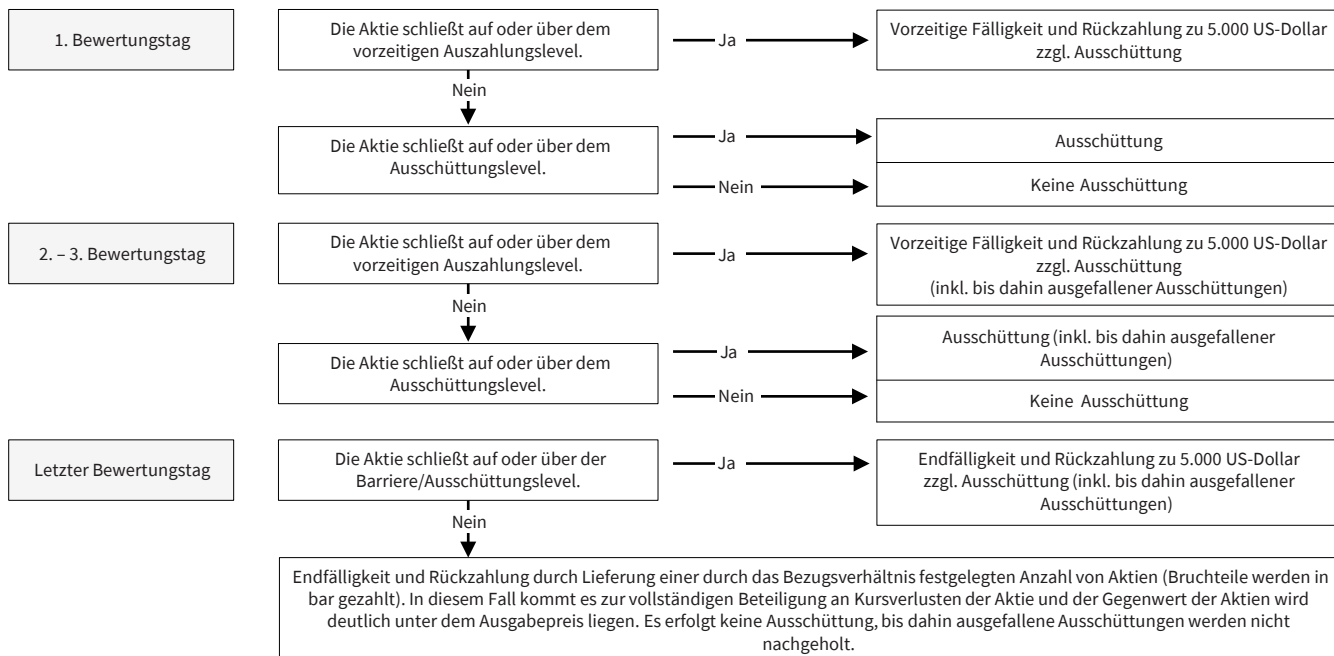 1. Bewertungstag
Die Aktie schließt auf oder über dem
vorzeitigen Auszahlungslevel.
Ja
Vorzeitige Fälligkeit und Rückzahlung zu 5.000 US-Dollar
zzgl. Ausschüttung
Nein
Die Aktie schließt auf oder über dem
Ausschüttungslevel.
Ja
Ausschüttung
Nein
Keine Ausschüttung
2. – 3. Bewertungstag
Die Aktie schließt auf oder über dem
vorzeitigen Auszahlungslevel.
Ja
Vorzeitige Fälligkeit und Rückzahlung zu 5.000 US-Dollar
zzgl. Ausschüttung
(inkl. bis dahin ausgefallener Ausschüttungen)
Nein
Die Aktie schließt auf oder über dem
Ausschüttungslevel.
Ja
Ausschüttung (inkl. bis dahin ausgefallener
Ausschüttungen)
Nein
Keine Ausschüttung
Letzter Bewertungstag
Die Aktie schließt auf oder über der
Barriere/Ausschüttungslevel.
Ja
Endfälligkeit und Rückzahlung zu 5.000 US-Dollar
zzgl. Ausschüttung (inkl. bis dahin ausgefallener
Ausschüttungen)
Nein
Endfälligkeit und Rückzahlung durch Lieferung einer durch das Bezugsverhältnis festgelegten Anzahl von Aktien (Bruchteile werden in
bar gezahlt). In diesem Fall kommt es zur vollständigen Beteiligung an Kursverlusten der Aktie und der Gegenwert der Aktien wird
deutlich unter dem Ausgabepreis liegen. Es erfolgt keine Ausschüttung, bis dahin ausgefallene Ausschüttungen werden nicht
nachgeholt.